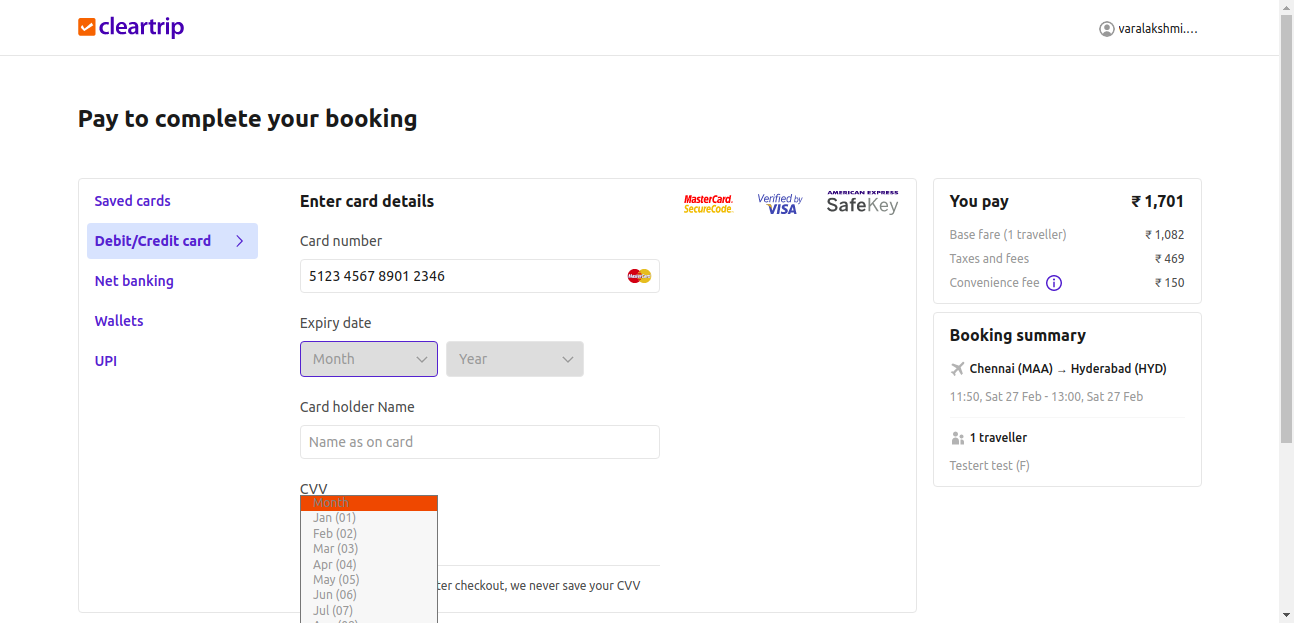 cleartrip
varalakshmi....
Pay to complete your booking
Saved cards
Debit/Credit card
Net banking
Wallets
UPI
Enter card details
MasterCard.
SecureCode.
Verified by
VISA
AMERICAN EXPRESS
SafeKey
Card number
5123 4567 8901 2346
MasterCard
Expiry date
Month
Year
Card holder Name
Name as on card
CVV
Month
Jan (01)
Feb (02)
Mar (03)
Apr (04)
May (05)
Jun (06)
Jul (07)
checkout, we never save your CVV
You pay ₹ 1,701
Base fare (1 traveller) ₹ 1,082
Taxes and fees ₹ 469
Convenience fee ₹ 150
Booking summary
Chennai (MAA) → Hyderabad (HYD)
11:50, Sat 27 Feb - 13:00, Sat 27 Feb
1 traveller
Testert test (F)